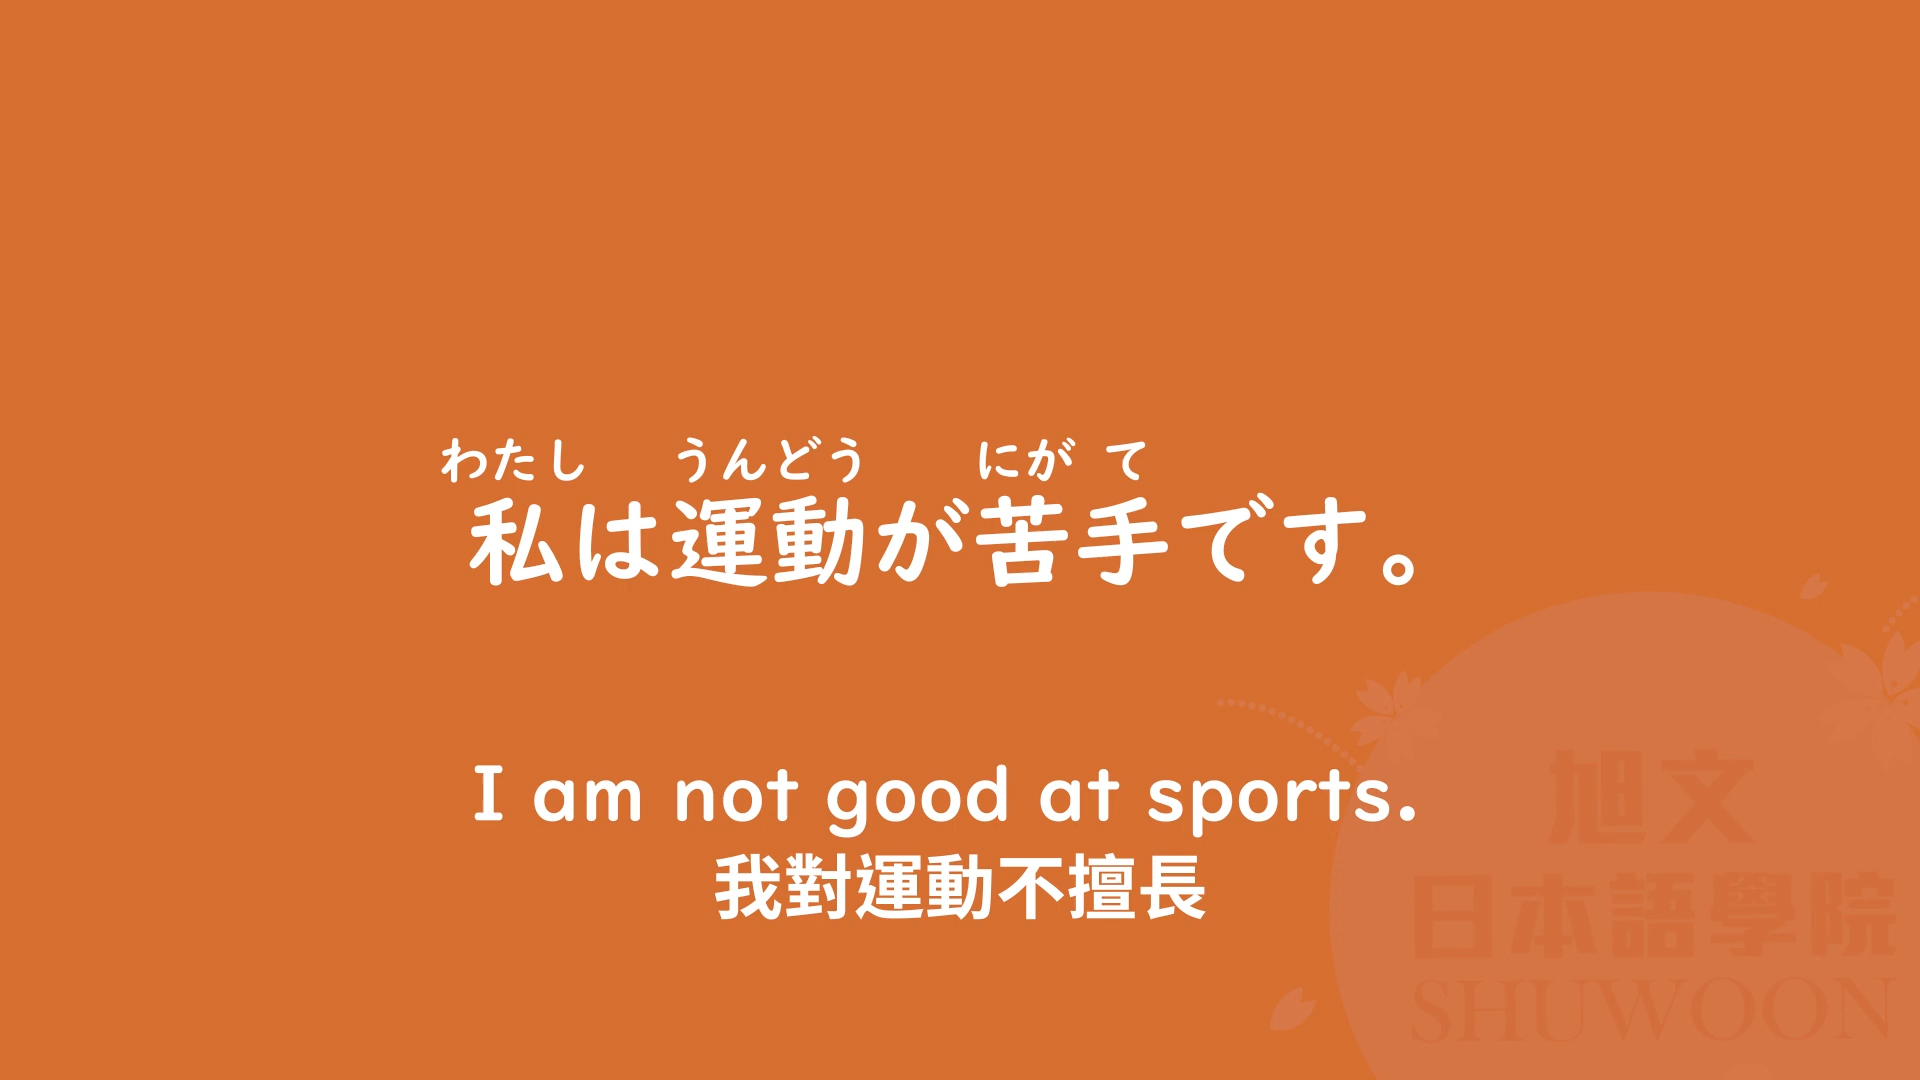 わたし うんどう にが て
私は運動が苦手です。
I am not good at sports.
我對運動不擅長
旭文
日本語學院
SHUWOON